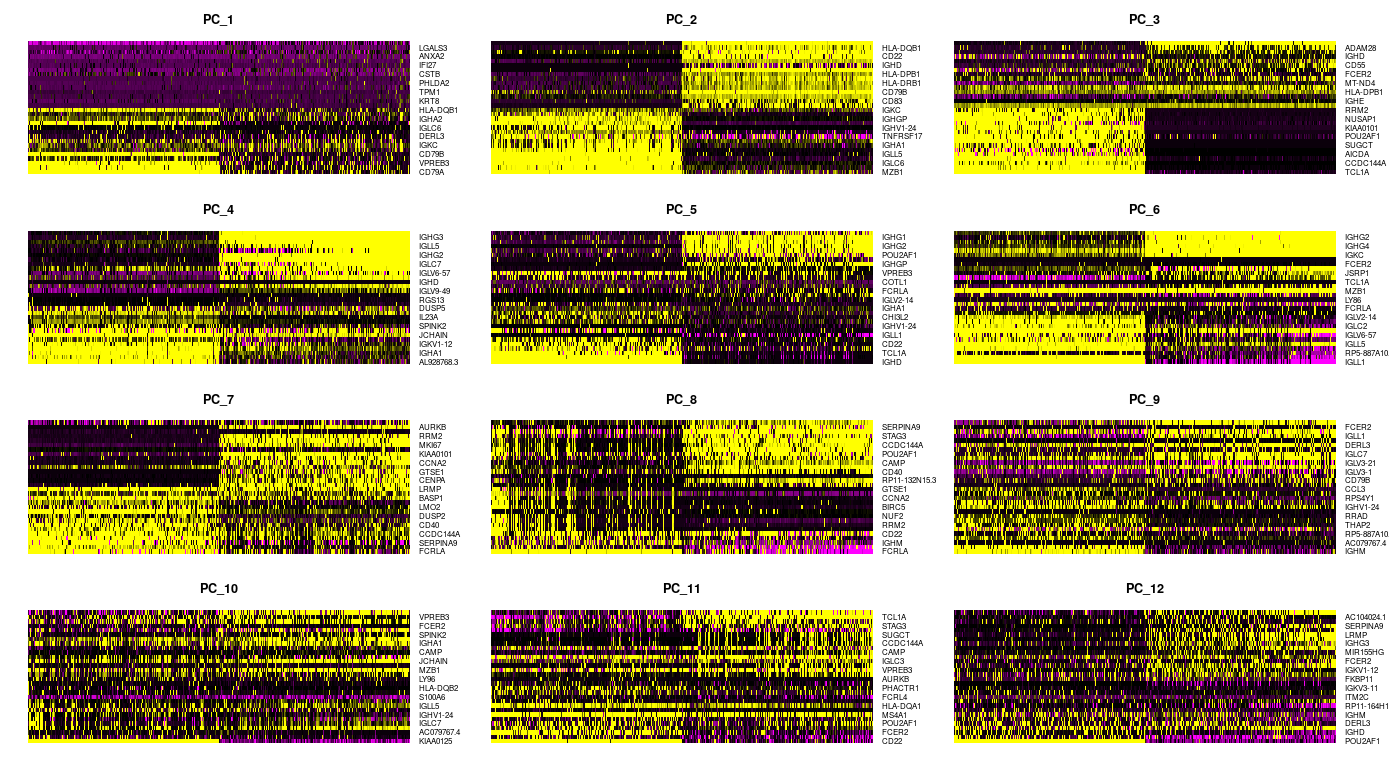 PC_1
LGALS3
ANXA2
IFI27
CSTB
PHLDA2
TPM1
KRT8
HLA-DQB1
IGHA2
IGLC6
DERL3
IGKC
CD79B
VPREB3
CD79A
PC_2
HLA-DQB1
CD22
IGHD
HLA-DPB1
HLA-DRB1
CD79B
CD83
IGKC
IGHGP
IGHV1-24
TNFRSF17
IGHA1
IGLL5
IGLC6
MZB1
PC_3
ADAM28
IGHD
CD55
FCER2
MT-ND4
HLA-DPB1
IGHE
RRM2
NUSAP1
KIAA0101
POU2AF1
SUGCT
AICDA
CCDC144A
TCL1A
PC_4
IGHG3
IGLL5
IGHG2
IGLC7
IGLV6-57
IGHD
IGLV9-49
RGS13
DUSP5
IL23A
SPINK2
JCHAIN
IGKV1-12
IGHA1
AL928768.3
PC_5
IGHG1
IGHG2
POU2AF1
IGHGP
VPREB3
COTL1
FCRLA
IGLV2-14
IGHA1
CHI3L2
IGHV1-24
IGLL1
CD22
TCL1A
IGHD
PC_6
IGHG2
IGHG4
IGKC
FCER2
JSRP1
TCL1A
MZB1
LY86
FCRLA
IGLV2-14
IGLC2
IGLV6-57
IGLL5
RP5-887A10.
IGLL1
PC_7
AURKB
RRM2
MKI67
KIAA0101
CCNA2
GTSE1
CENPA
LRMP
BASP1
LMO2
DUSP2
CD40
CCDC144A
SERPINA9
FCRLA
PC_8
SERPINA9
STAG3
CCDC144A
POU2AF1
CAMP
CD40
RP11-132N15.3
GTSE1
CCNA2
BIRC5
NUF2
RRM2
CD22
IGHM
FCRLA
PC_9
FCER2
IGLL1
DERL3
IGLC7
IGLV3-21
IGLV3-1
CD79B
CCL3
RPS4Y1
IGHV1-24
RRAD
THAP2
RP5-887A10.
AC079767.4
IGHM
PC_10
VPREB3
FCER2
SPINK2
IGHA1
CAMP
JCHAIN
MZB1
LY96
HLA-DQB2
S100A6
IGLL5
IGHV1-24
IGLC7
AC079767.4
KIAA0125
PC_11
TCL1A
STAG3
SUGCT
CCDC144A
CAMP
IGLC3
VPREB3
AURKB
PHACTR1
FCRL4
HLA-DQA1
MS4A1
POU2AF1
FCER2
CD22
PC_12
AC104024.1
SERPINA9
LRMP
IGHG3
MIR155HG
FCER2
IGKV1-12
FKBP11
IGKV3-11
ITM2C
RP11-164H1
IGHM
DERL3
IGHD
POU2AF1